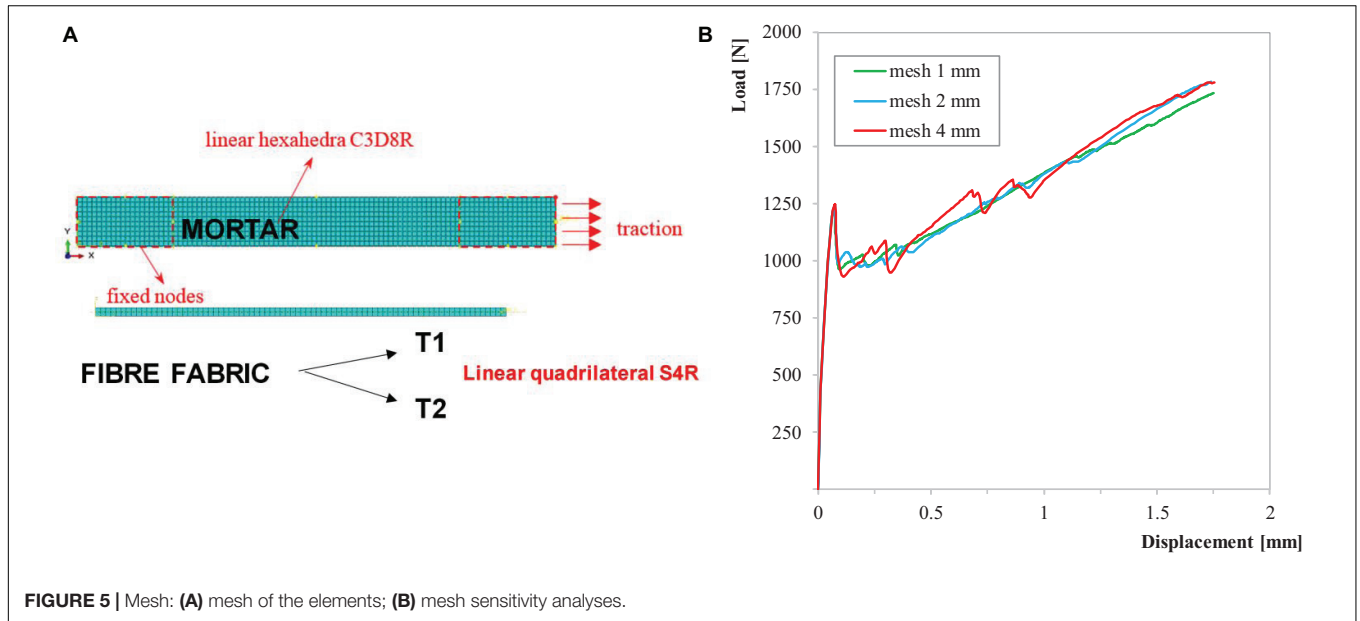 A
linear hexahedra C3D8R
MORTAR
traction
Y
X
fixed nodes
T1
FIBRE FABRIC
Linear quadrilateral S4R
T2
B
Load [N]
2000
1750
1500
1250
1000
750
500
250
mesh 1 mm
mesh 2 mm
mesh 4 mm
0
0.5
1
1.5
2
Displacement [mm]
FIGURE 5 | Mesh: (A) mesh of the elements; (B) mesh sensitivity analyses.